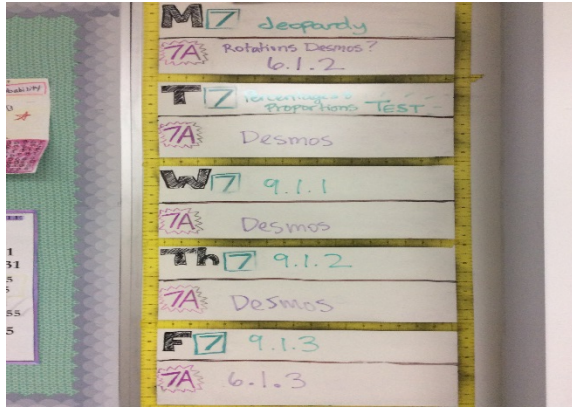 M 7 Jeopardy
7A Rotations Desmos?
6.1.2
T 7
Proportions TEST
7A Desmos
W 7 9.1.1
7A Desmos
Th 7 9.1.2
7A Desmos
F 7 9.1.3
7A 6.1.3